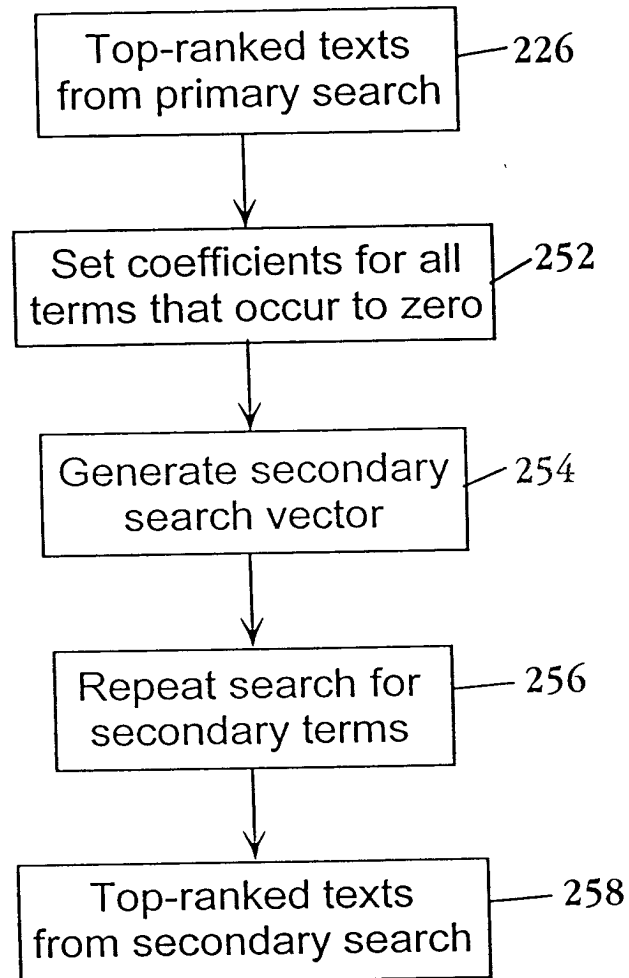 Top-ranked texts
from primary search
226
Set coefficients for all
terms that occur to zero
252
Generate secondary
search vector
254
Repeat search for
secondary terms
256
Top-ranked texts
from secondary search
258